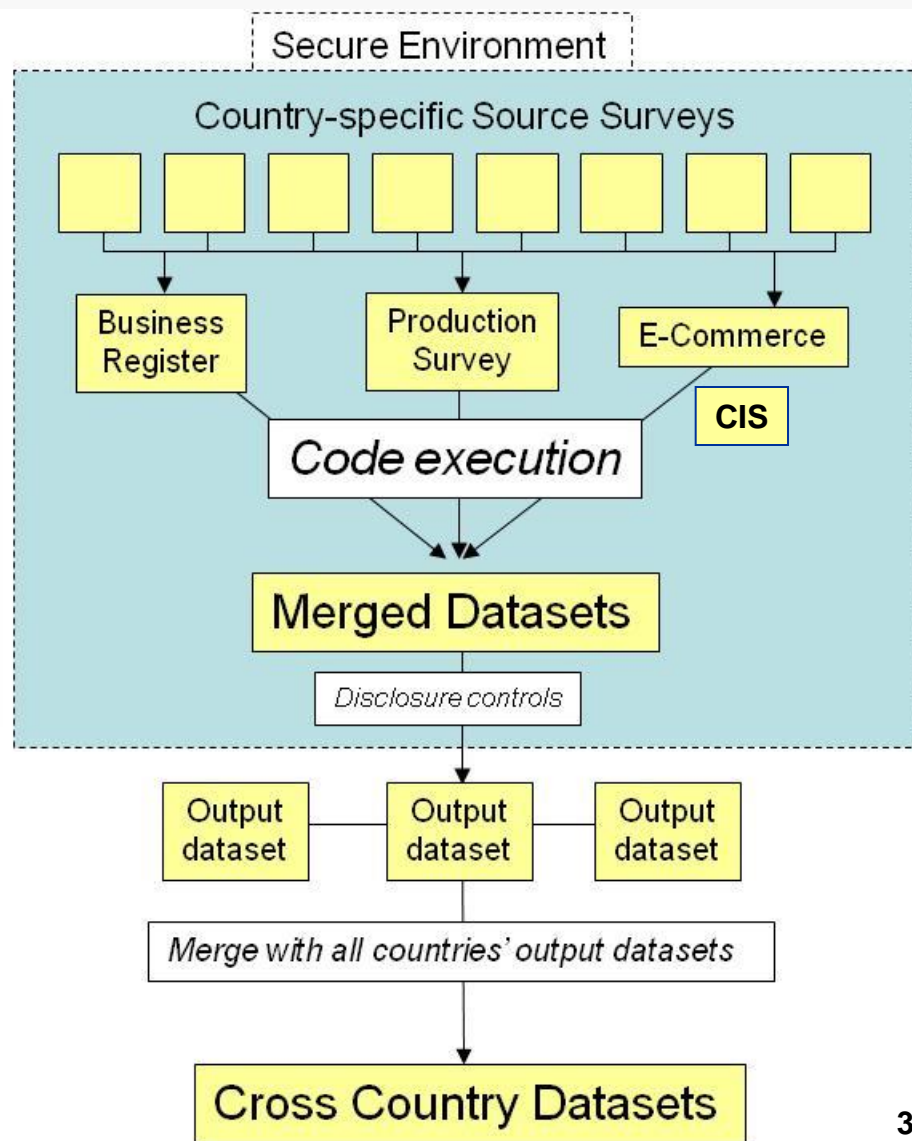 Secure Environment
Country-specific Source Surveys
Business
Register
Production
Survey
E-Commerce
CIS
Code execution
Merged Datasets
Disclosure controls
Output
dataset
Output
dataset
Output
dataset
Merge with all countries' output datasets
Cross Country Datasets
3